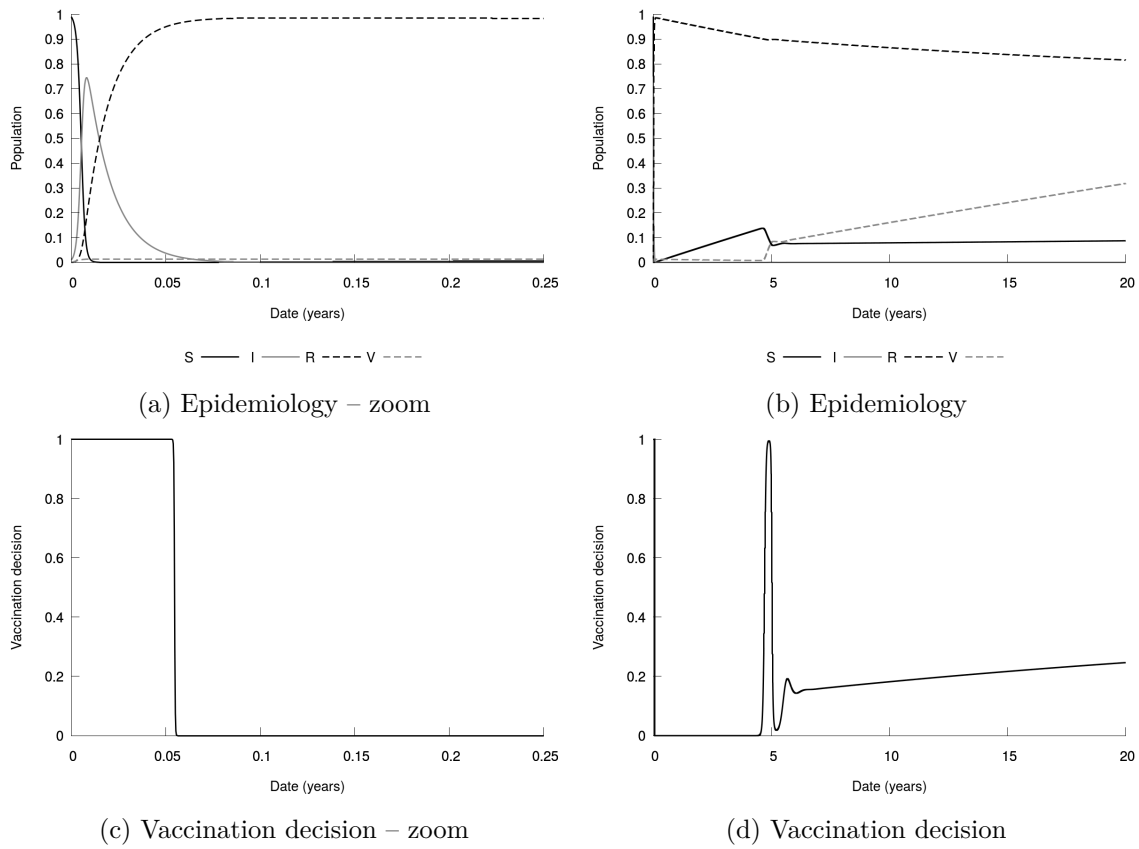 1
0.9
0.8
0.7
0.6
0.5
0.4
0.3
0.2
0.1
0
Population
0 0.05 0.1 0.15 0.2 0.25
Date (years)
S I R V
(a) Epidemiology – zoom
1
0.9
0.8
0.7
0.6
0.5
0.4
0.3
0.2
0.1
0
Population
0 5 10 15 20
Date (years)
S I R V
(b) Epidemiology
1
0.8
0.6
0.4
0.2
0
Vaccination decision
0 0.05 0.1 0.15 0.2 0.25
Date (years)
(c) Vaccination decision – zoom
1
0.8
0.6
0.4
0.2
0
Vaccination decision
0 5 10 15 20
Date (years)
(d) Vaccination decision